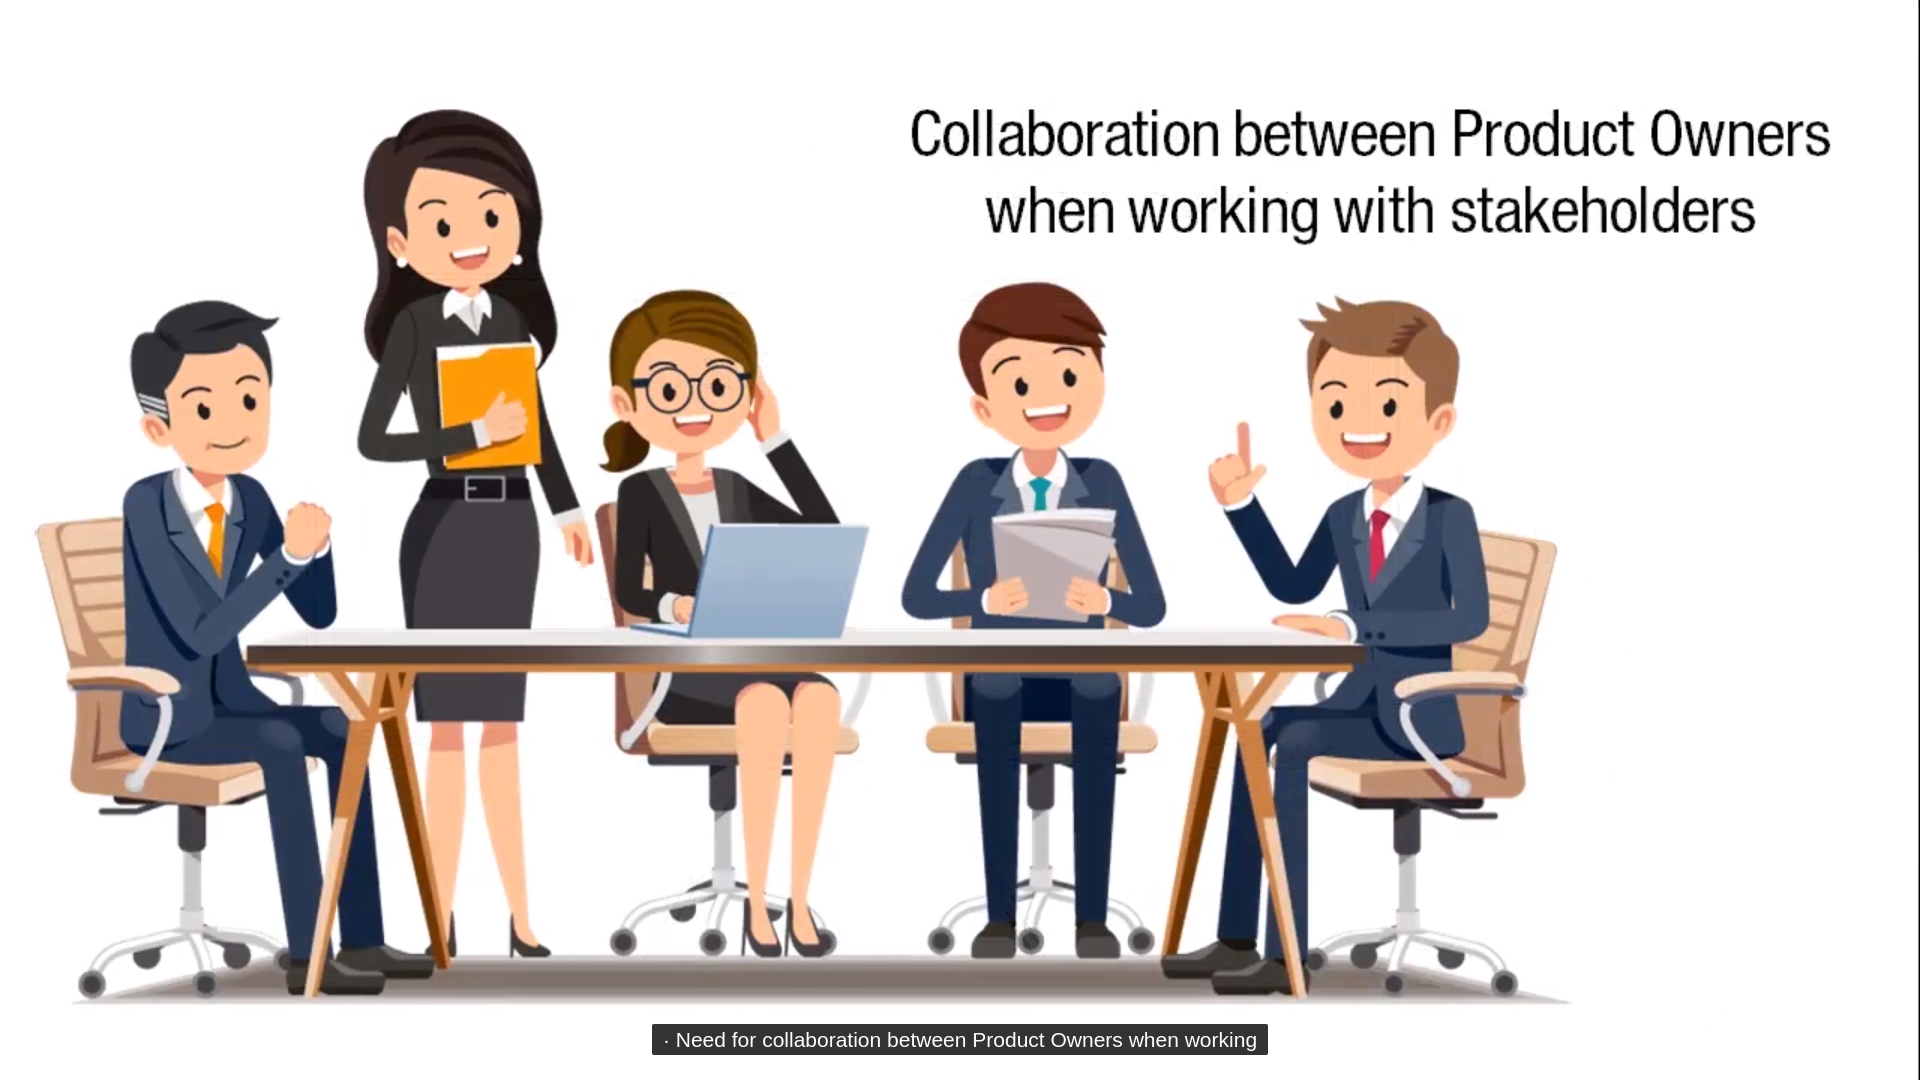 Collaboration between Product Owners
when working with stakeholders
· Need for collaboration between Product Owners when working